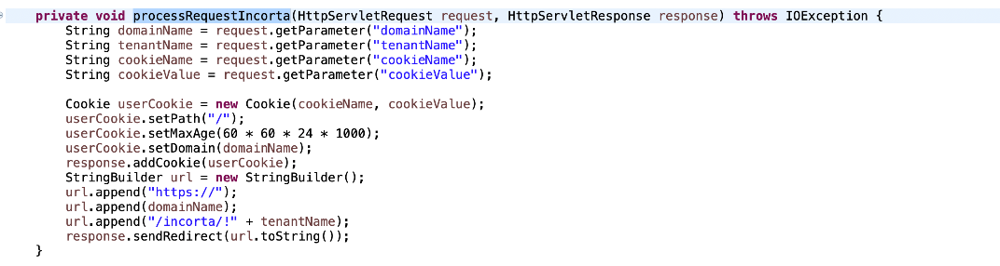 private void processRequestIncorta(HttpServletRequest request, HttpServletResponse response) throws IOException {
    String domainName = request.getParameter("domainName");
    String tenantName = request.getParameter("tenantName");
    String cookieName = request.getParameter("cookieName");
    String cookieValue = request.getParameter("cookieValue");

    Cookie userCookie = new Cookie(cookieName, cookieValue);
    userCookie.setPath("/");
    userCookie.setMaxAge(60 * 60 * 24 * 1000);
    userCookie.setDomain(domainName);
    response.addCookie(userCookie);
    StringBuilder url = new StringBuilder();
    url.append("https://");
    url.append(domainName);
    url.append("/incorta/!" + tenantName);
    response.sendRedirect(url.toString());
}